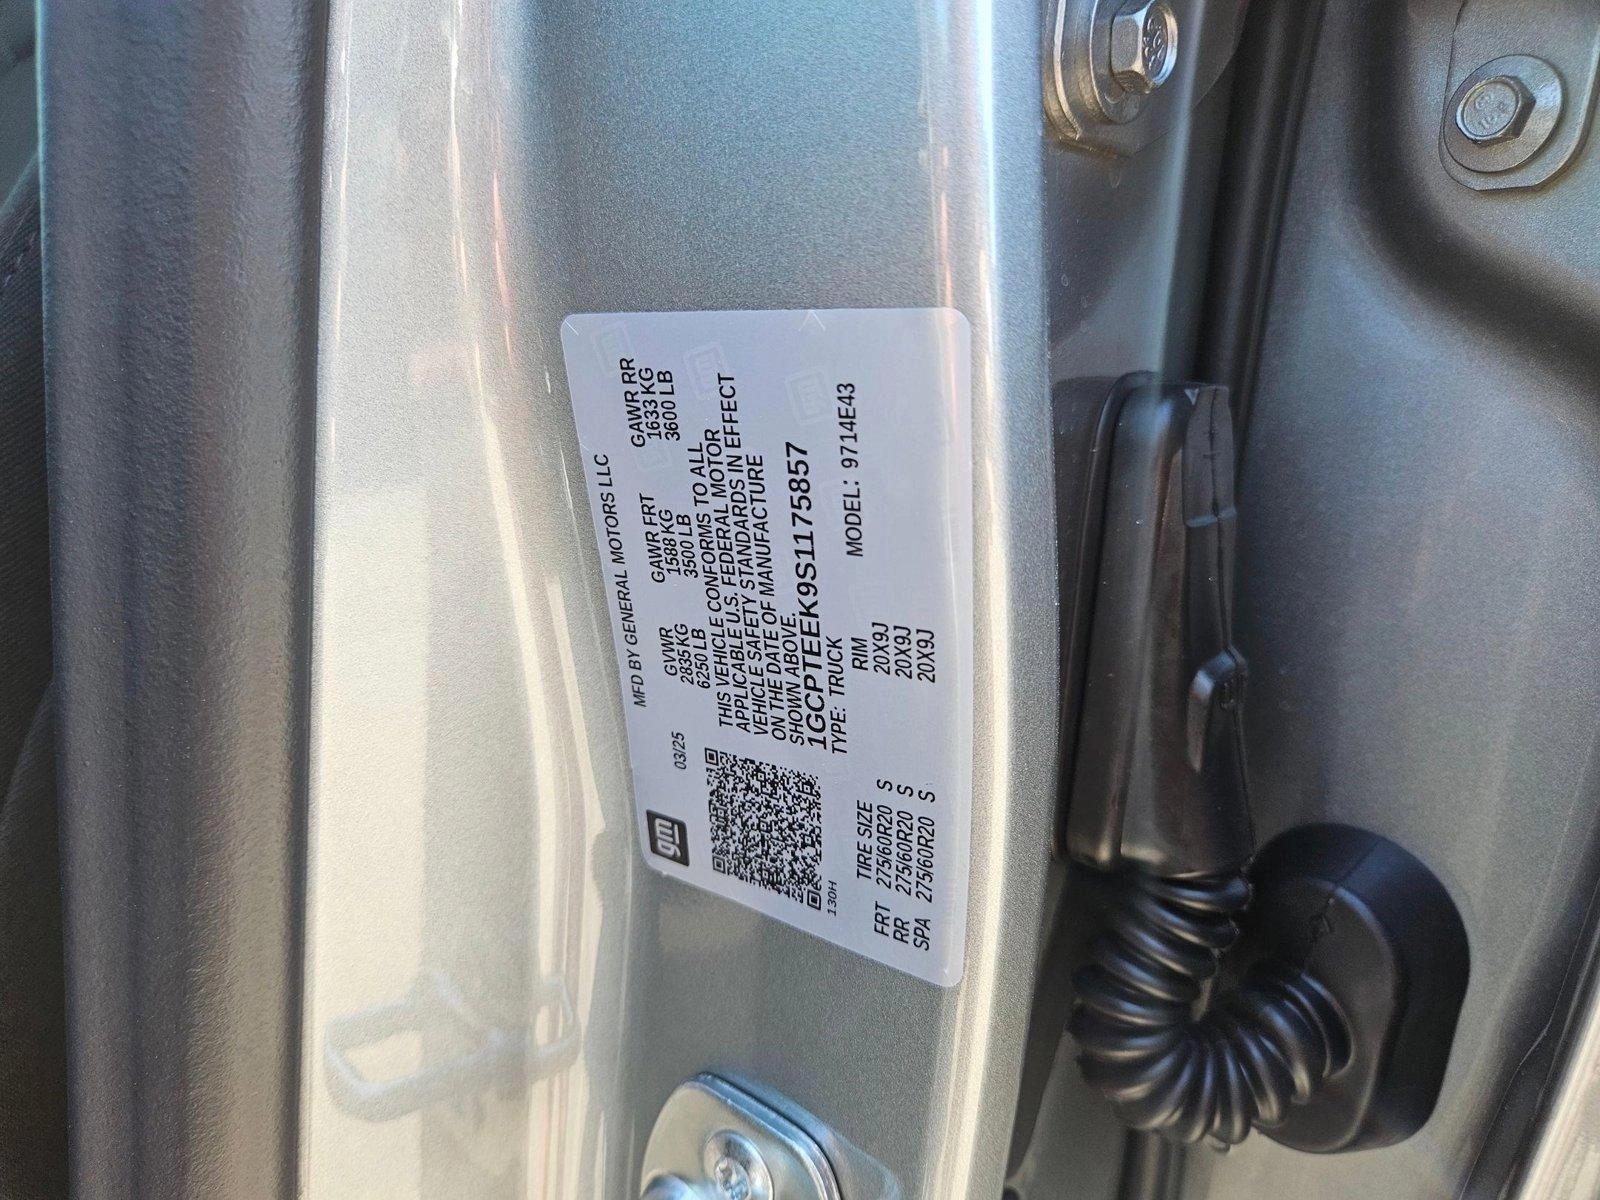 MFD BY GENERAL MOTORS LLC
gm
03/25
GVWR GAWR FRT GAWR RR
2835 KG 1588 KG 1633 KG
6250 LB 3500 LB 3600 LB
THIS VEHICLE CONFORMS TO ALL
APPLICABLE U.S. FEDERAL MOTOR
VEHICLE SAFETY STANDARDS IN EFFECT
ON THE DATE OF MANUFACTURE
SHOWN ABOVE.
1GCPTEEK9S1175857
TYPE: TRUCK MODEL: 9714E43
130H
TIRE SIZE RIM
FRT 275/60R20 S 20X9J
RR 275/60R20 S 20X9J
SPA 275/60R20 S 20X9J